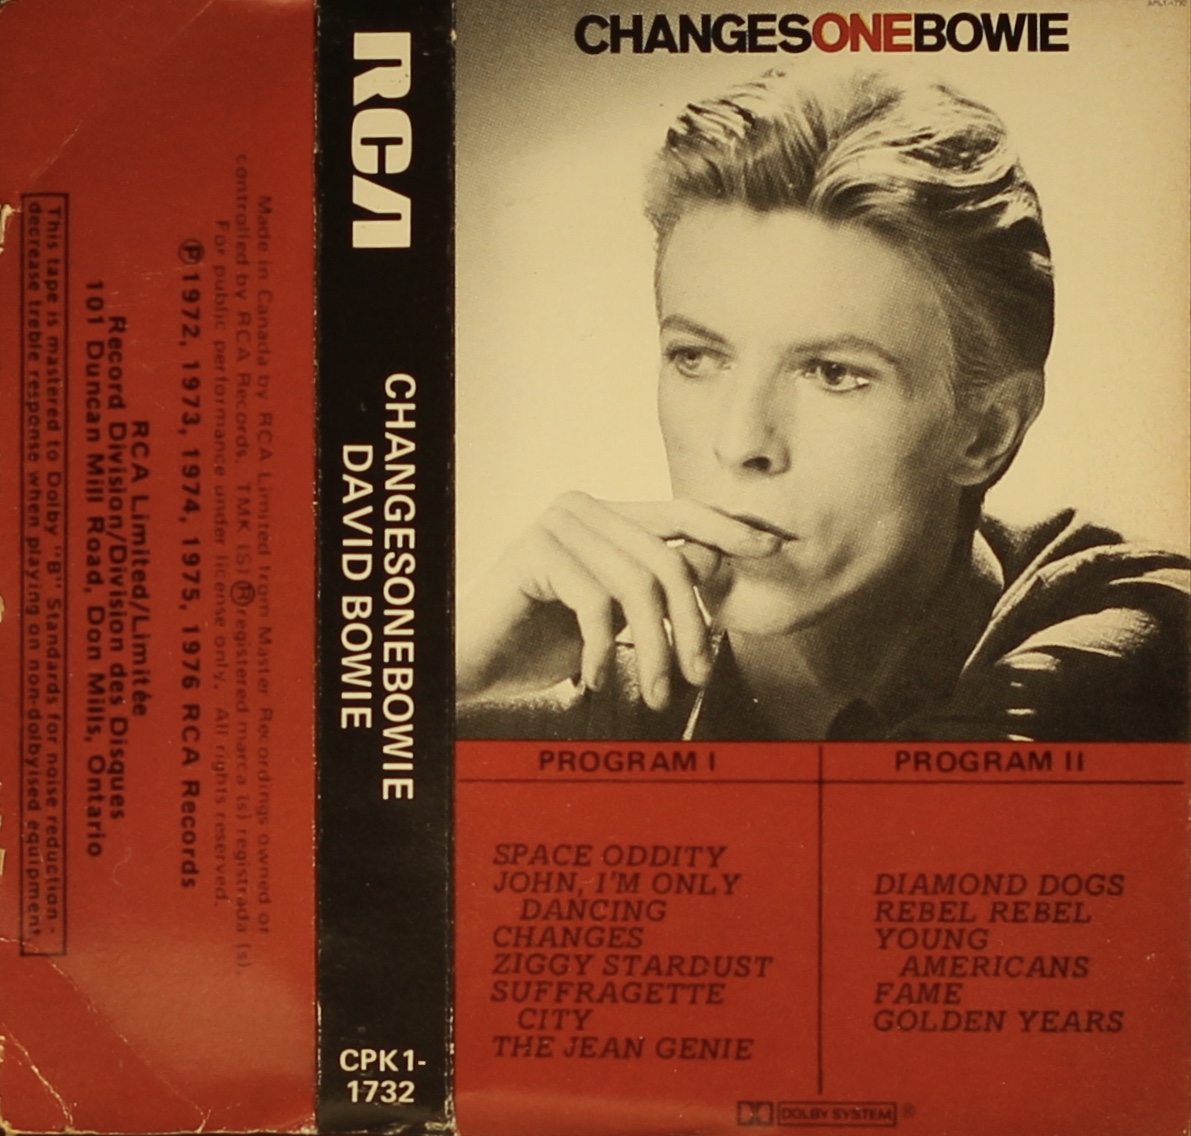 This tape is mastered to Dolby "B" Standards for noise reduction -
decrease treble response when playing on non-dolbyised equipment.
RCA Limited/Limitée
Record Division/Division des Disques
101 Duncan Mill Road, Don Mills, Ontario
Ⓟ1972, 1973, 1974, 1975, 1976 RCA Records
Made in Canada by RCA Limited from Master Recordings owned or
controlled by RCA Records. TMK (S) Ⓡ registered marca (s) registrada (s).
For public performance under license only. All rights reserved.
RCA
CHANGESONEBOWIE
DAVID BOWIE
CPK1-
1732
CHANGESONEBOWIE
PROGRAM I
SPACE ODDITY
JOHN, I'M ONLY
DANCING
CHANGES
ZIGGY STARDUST
SUFFRAGETTE
CITY
THE JEAN GENIE
PROGRAM II
DIAMOND DOGS
REBEL REBEL
YOUNG
AMERICANS
FAME
GOLDEN YEARS
DOLBY SYSTEM ®